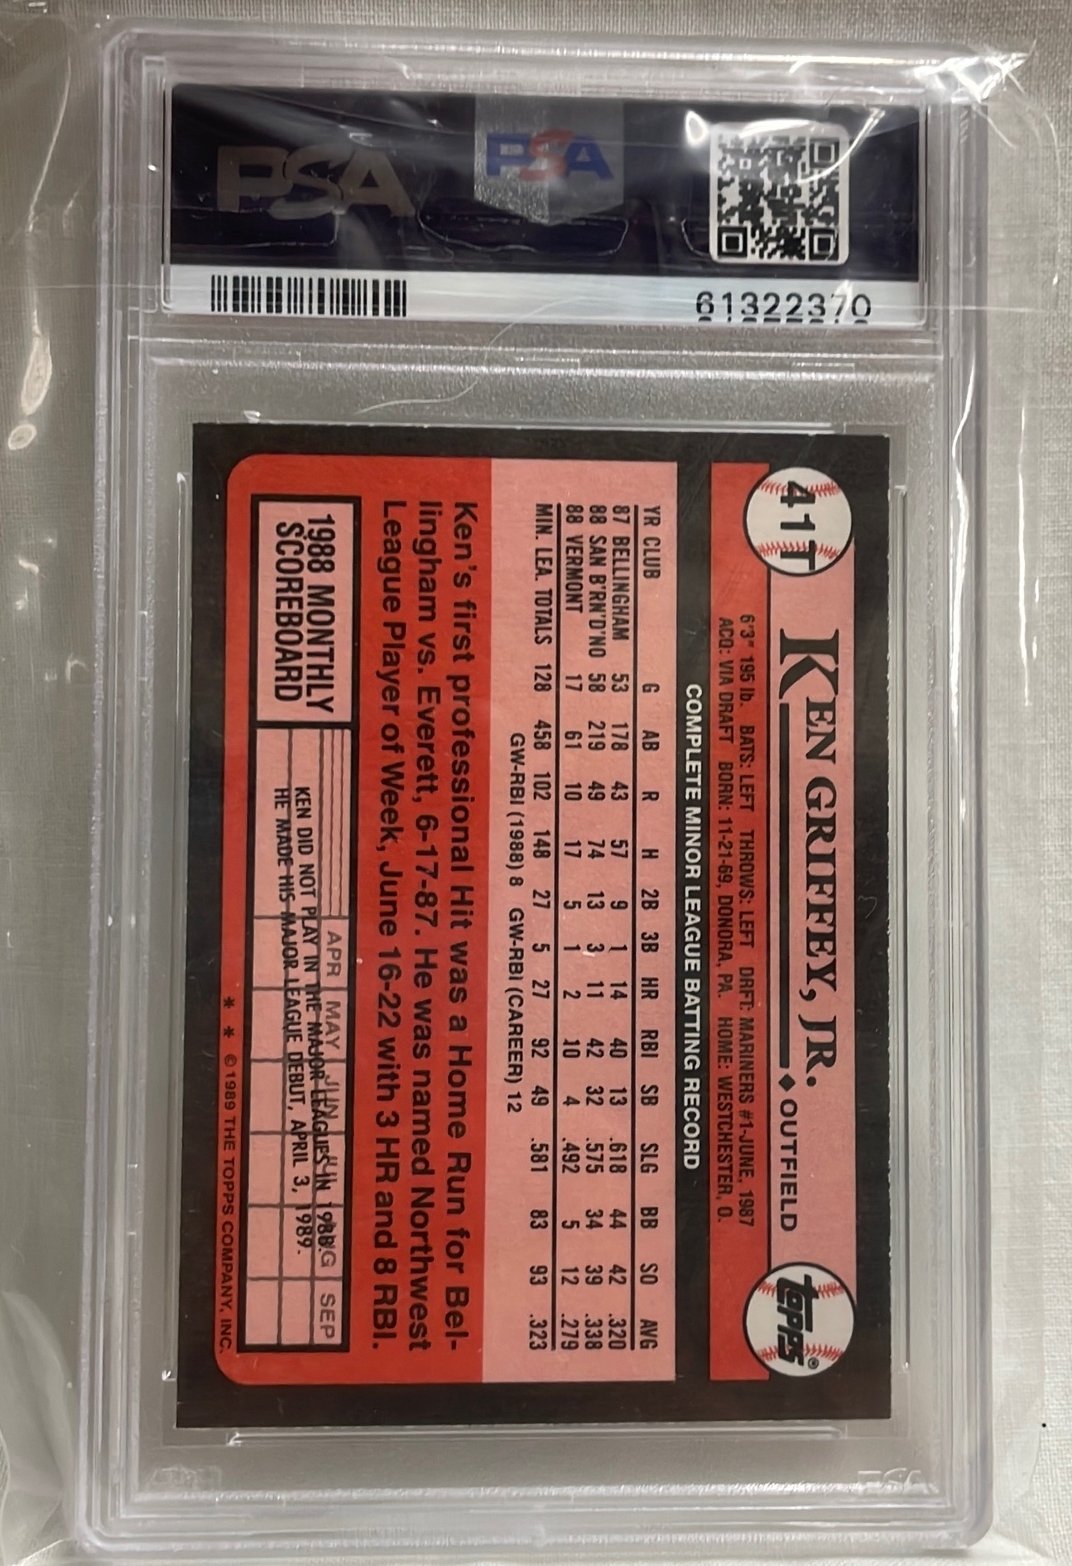 PSA
PSA
61322370
41T
KEN GRIFFEY, JR. ◆ OUTFIELD
topps®
6'3" 195 lb. BATS: LEFT THROWS: LEFT DRFT: MARINERS #1-JUNE, 1987
ACQ: VIA DRAFT BORN: 11-21-69, DONORA, PA. HOME: WESTCHESTER, O.
COMPLETE MINOR LEAGUE BATTING RECORD
YR CLUB G AB R H 2B 3B HR RBI SB SLG BB SO AVG
87 BELLINGHAM 53 178 43 57 9 1 14 40 13 .618 44 42 .320
88 SAN B'RN'D'NO 58 219 49 74 13 3 11 42 32 .575 34 39 .338
88 VERMONT 17 61 10 17 5 1 2 10 4 .492 5 12 .279
MIN. LEA. TOTALS 128 458 102 148 27 5 27 92 49 .581 83 93 .323
GW-RBI (1988) 8 GW-RBI (CAREER) 12
Ken's first professional Hit was a Home Run for Bel-
lingham vs. Everett, 6-17-87. He was named Northwest
League Player of Week, June 16-22 with 3 HR and 8 RBI.
1988 MONTHLY
SCOREBOARD
APR MAY JUN JUL AUG SEP
KEN DID NOT PLAY IN THE MAJOR LEAGUES IN 1988.
HE MADE HIS MAJOR LEAGUE DEBUT, APRIL 3, 1989.
* * ©1989 THE TOPPS COMPANY, INC.
PSA